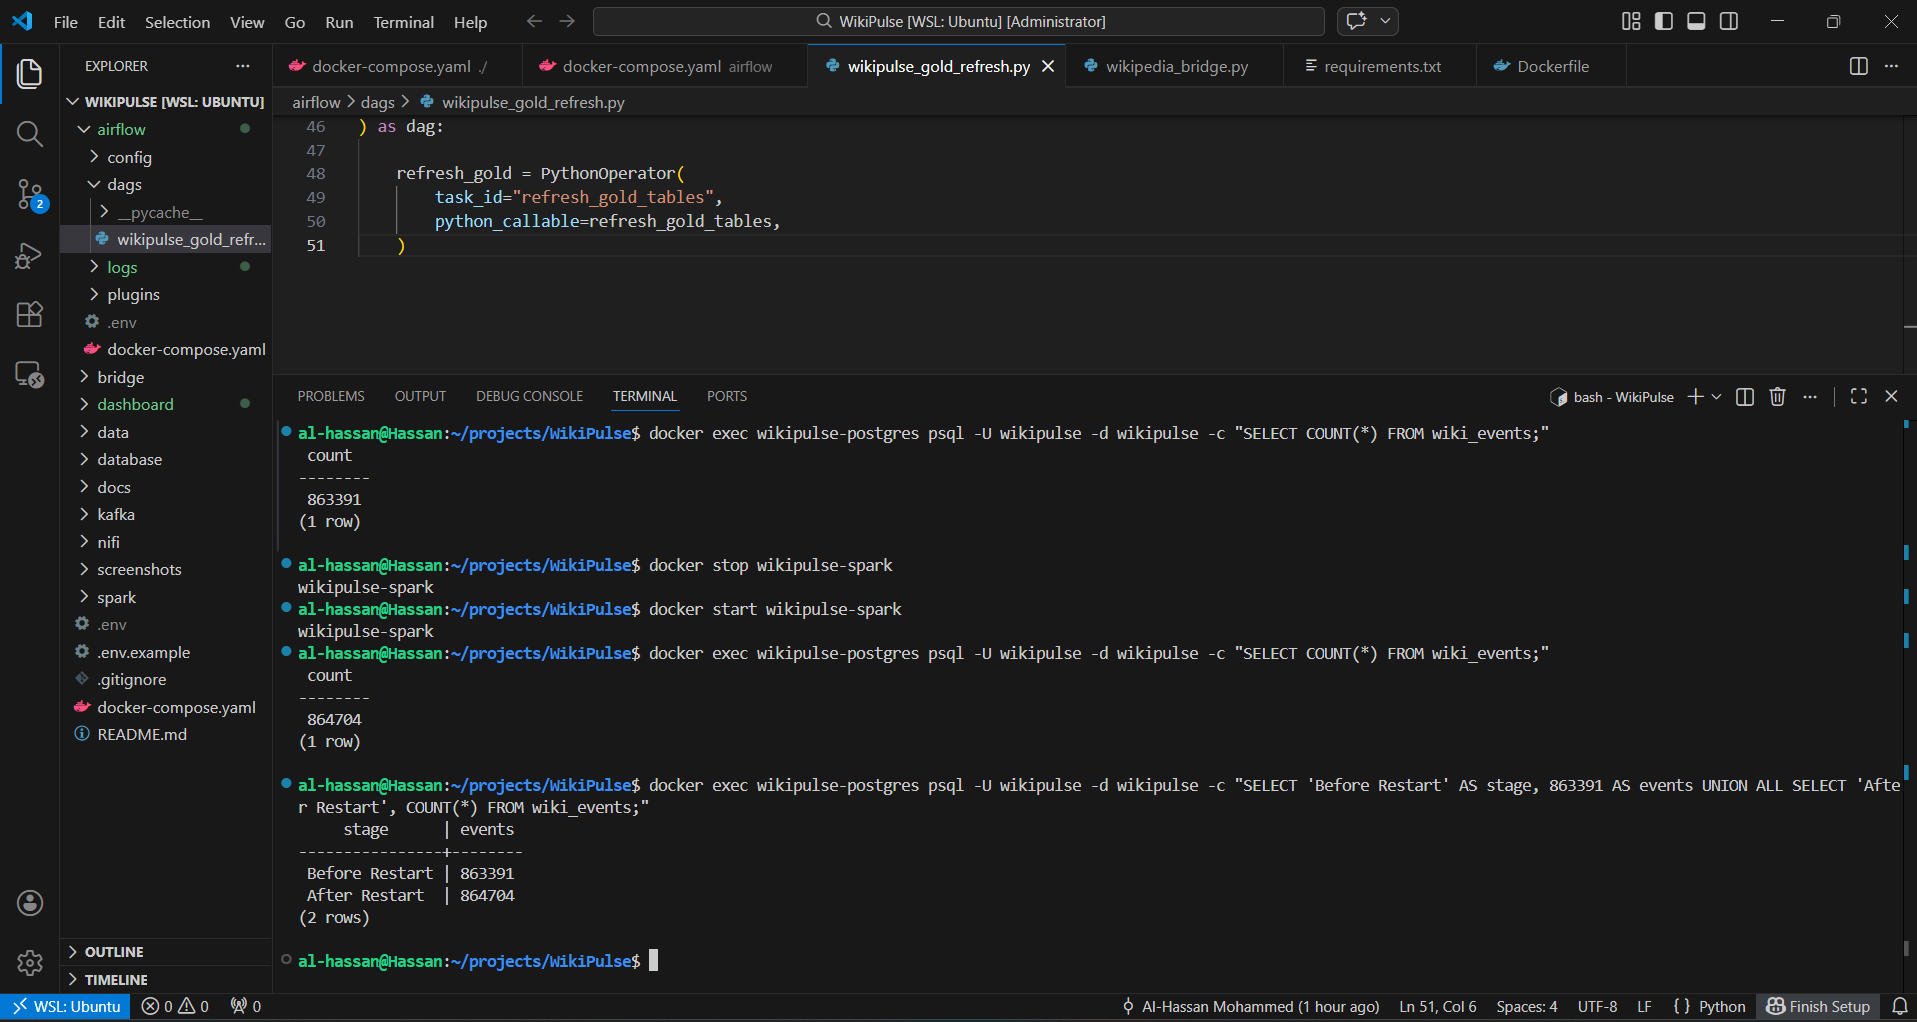 File Edit Selection View Go Run Terminal Help
WikiPulse [WSL: Ubuntu] [Administrator]
EXPLORER
docker-compose.yaml ./
docker-compose.yaml airflow
wikipulse_gold_refresh.py
wikipedia_bridge.py
requirements.txt
Dockerfile
airflow > dags > wikipulse_gold_refresh.py
WIKIPULSE [WSL: UBUNTU]
airflow
config
dags
__pycache__
wikipulse_gold_refr...
logs
plugins
.env
docker-compose.yaml
bridge
dashboard
data
database
docs
kafka
nifi
screenshots
spark
.env
.env.example
.gitignore
docker-compose.yaml
README.md
OUTLINE
TIMELINE
2
46 ) as dag:
47
48 refresh_gold = PythonOperator(
49 task_id="refresh_gold_tables",
50 python_callable=refresh_gold_tables,
51 )
PROBLEMS OUTPUT DEBUG CONSOLE TERMINAL PORTS
bash - WikiPulse
al-hassan@Hassan:~/projects/WikiPulse$ docker exec wikipulse-postgres psql -U wikipulse -d wikipulse -c "SELECT COUNT(*) FROM wiki_events;"
count
--------
863391
(1 row)
al-hassan@Hassan:~/projects/WikiPulse$ docker stop wikipulse-spark
wikipulse-spark
al-hassan@Hassan:~/projects/WikiPulse$ docker start wikipulse-spark
wikipulse-spark
al-hassan@Hassan:~/projects/WikiPulse$ docker exec wikipulse-postgres psql -U wikipulse -d wikipulse -c "SELECT COUNT(*) FROM wiki_events;"
count
--------
864704
(1 row)
al-hassan@Hassan:~/projects/WikiPulse$ docker exec wikipulse-postgres psql -U wikipulse -d wikipulse -c "SELECT 'Before Restart' AS stage, 863391 AS events UNION ALL SELECT 'Afte
r Restart', COUNT(*) FROM wiki_events;"
stage | events
----------------+--------
Before Restart | 863391
After Restart | 864704
(2 rows)
al-hassan@Hassan:~/projects/WikiPulse$
WSL: Ubuntu 0 0 0 Al-Hassan Mohammed (1 hour ago) Ln 51, Col 6 Spaces: 4 UTF-8 LF { } Python Finish Setup